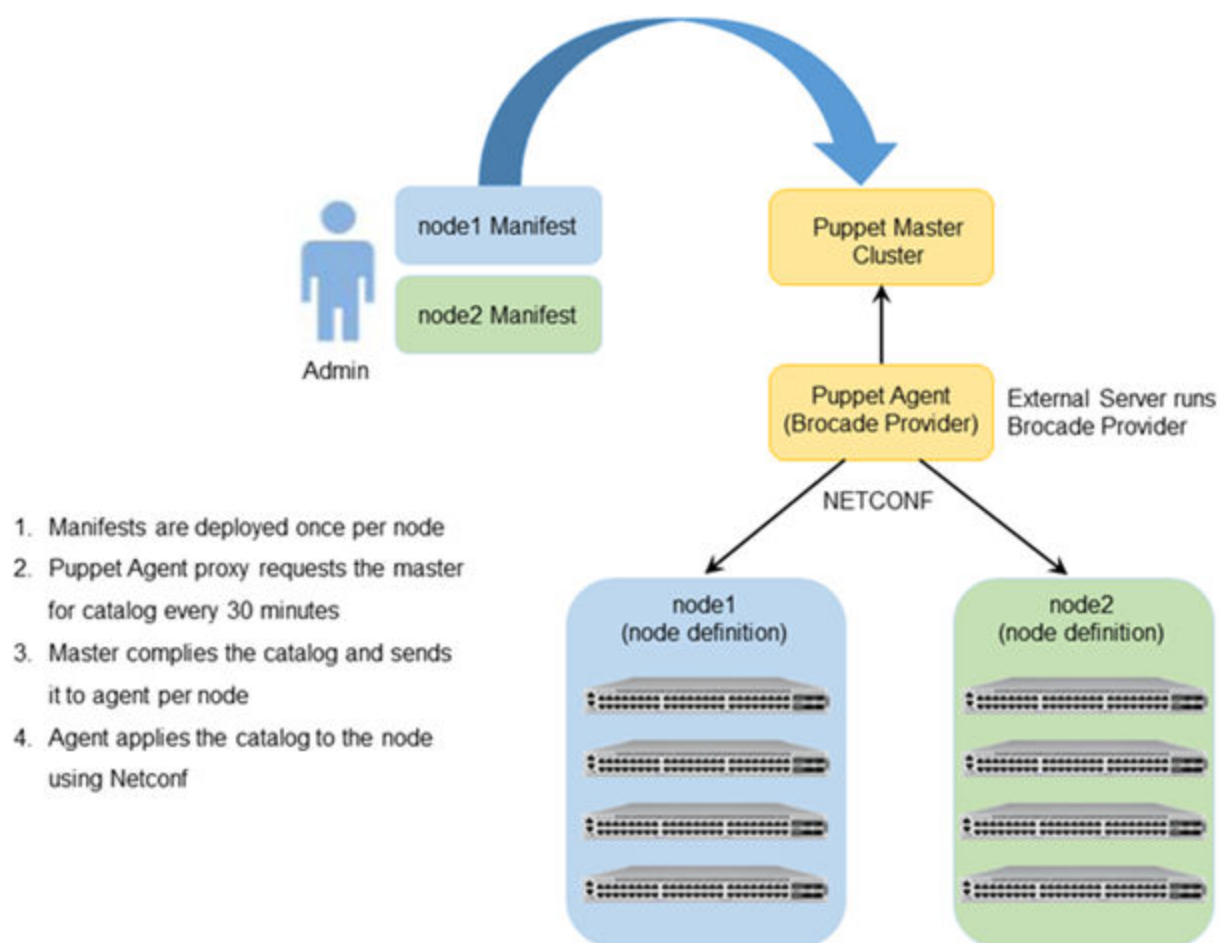 node1 Manifest
node2 Manifest
Admin
Puppet Master
Cluster
Puppet Agent
(Brocade Provider)
External Server runs
Brocade Provider
NETCONF
1. Manifests are deployed once per node
2. Puppet Agent proxy requests the master
for catalog every 30 minutes
3. Master complies the catalog and sends
it to agent per node
4. Agent applies the catalog to the node
using Netconf
node1
(node definition)
node2
(node definition)